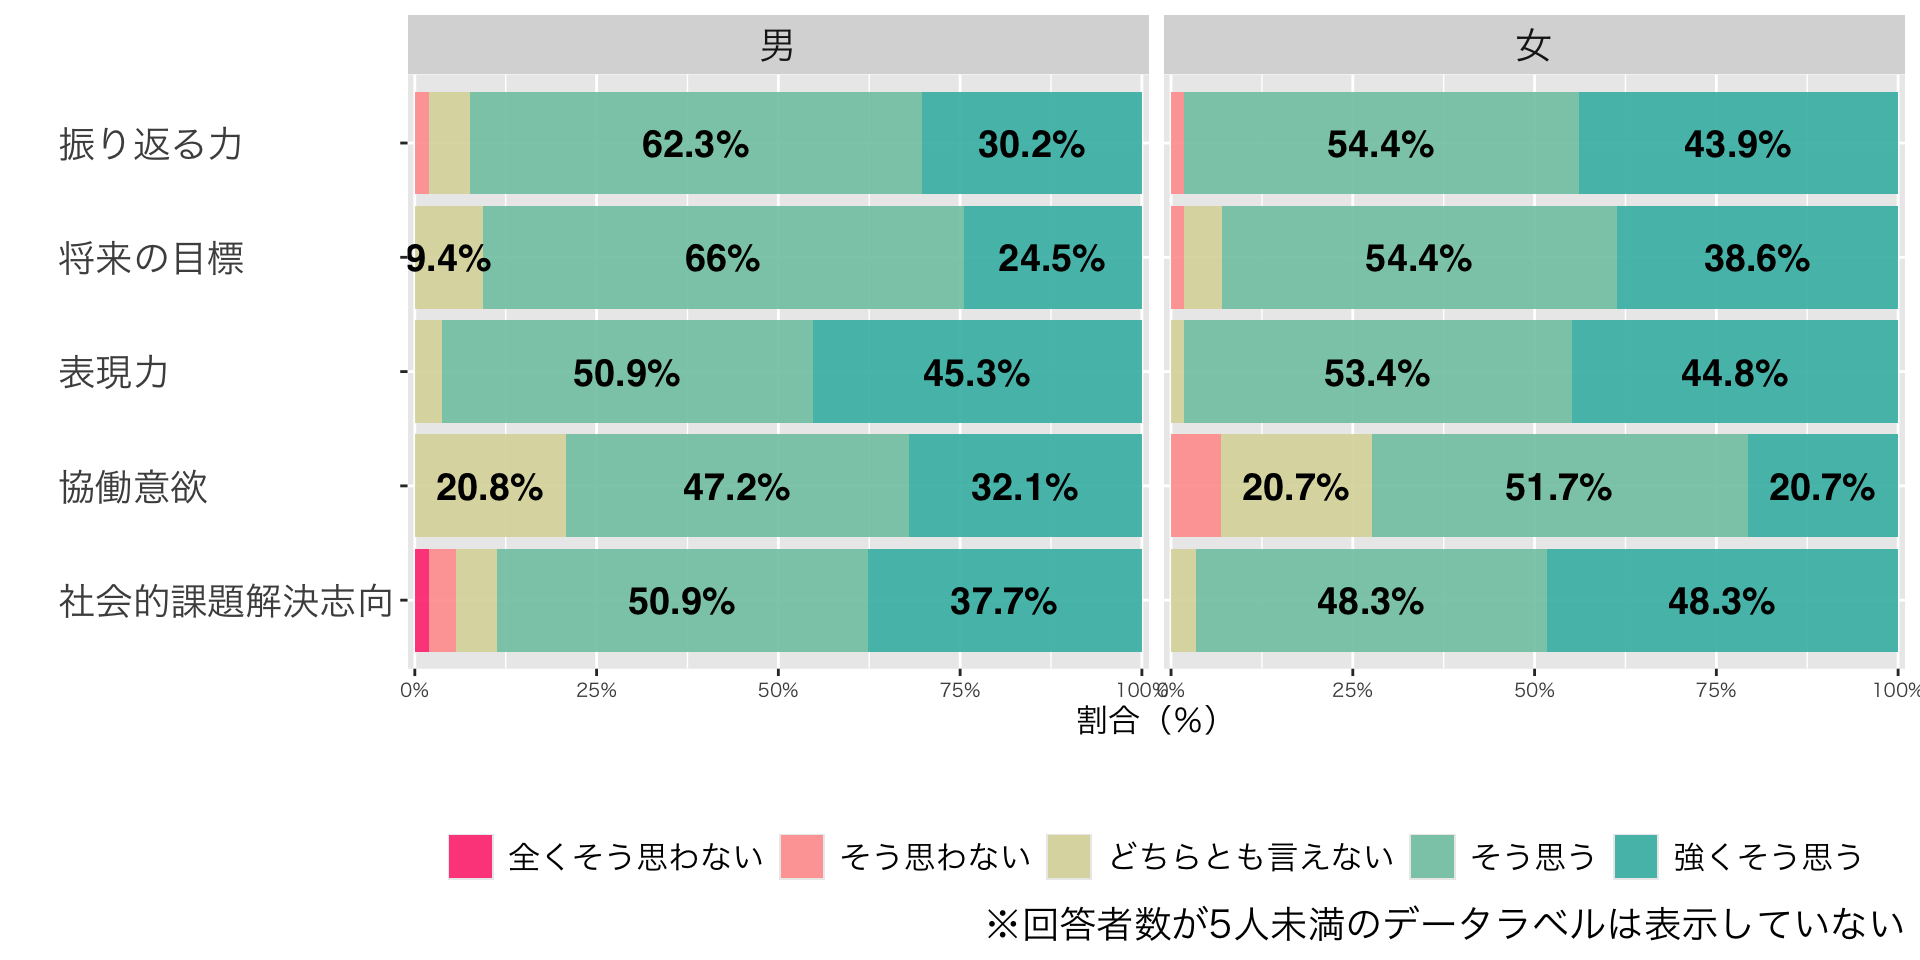 男 女
振り返る力 62.3% 30.2% 54.4% 43.9%
将来の目標 9.4% 66% 24.5% 54.4% 38.6%
表現力 50.9% 45.3% 53.4% 44.8%
協働意欲 20.8% 47.2% 32.1% 20.7% 51.7% 20.7%
社会的課題解決志向 50.9% 37.7% 48.3% 48.3%
0% 25% 50% 75% 100% 0% 25% 50% 75% 100%
割合（%）
全くそう思わない そう思わない どちらとも言えない そう思う 強くそう思う
※回答者数が5人未満のデータラベルは表示していない